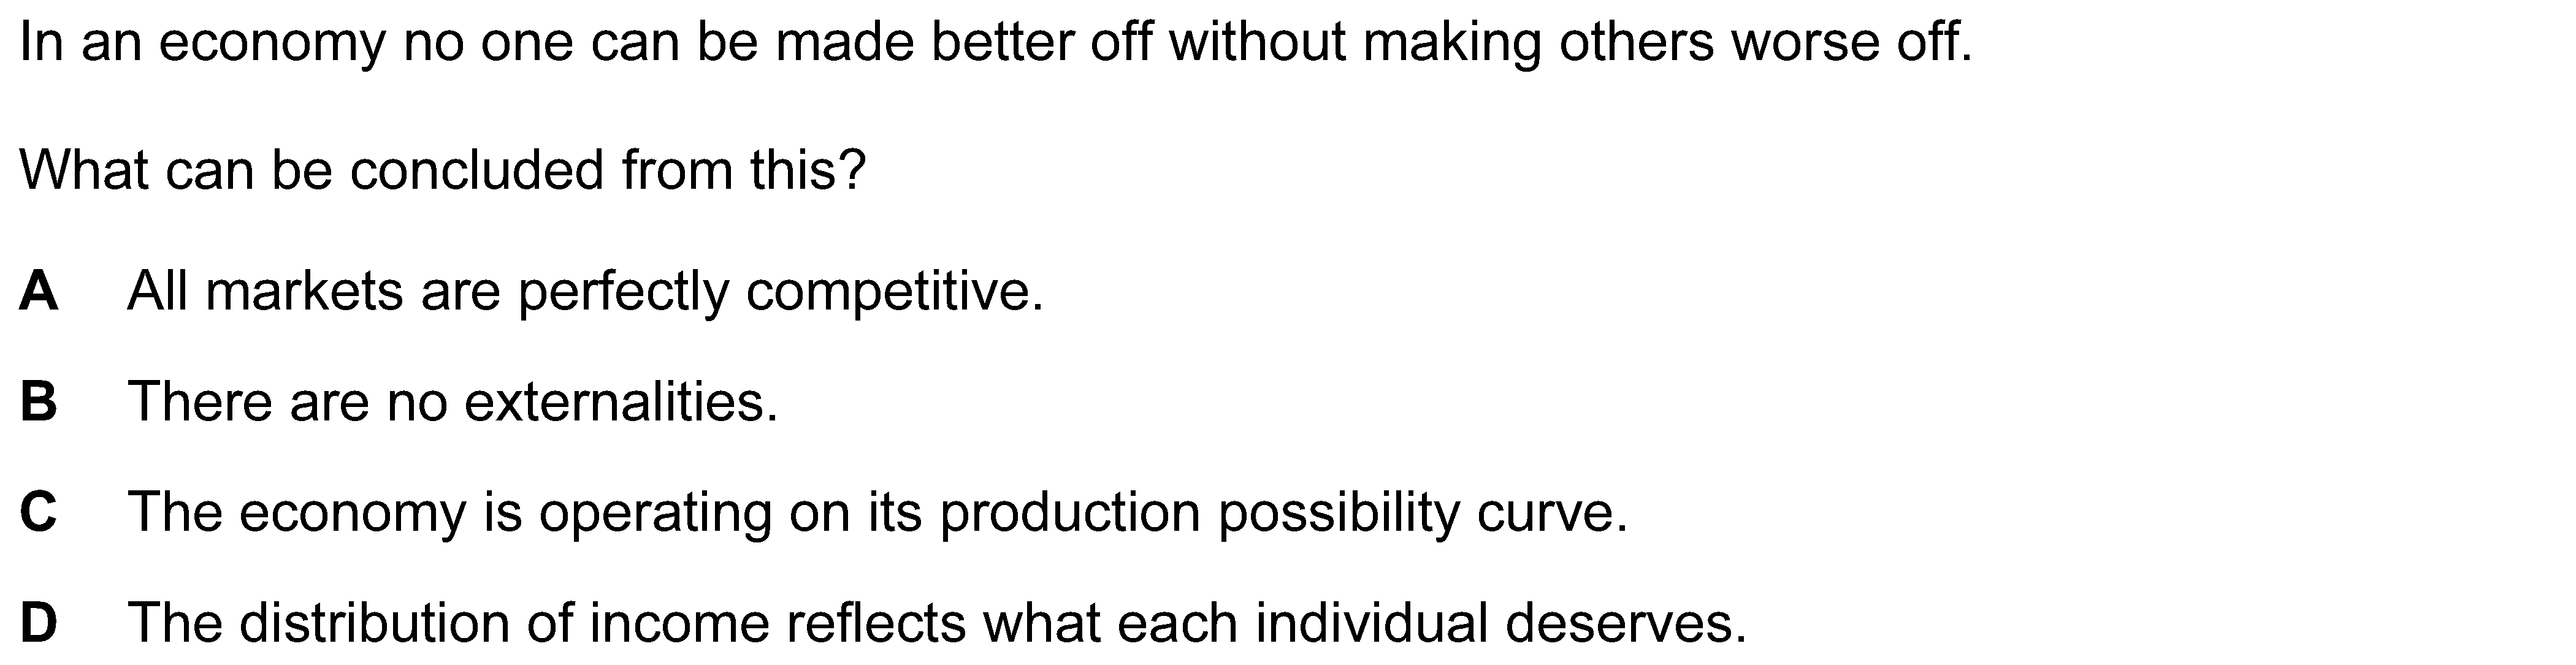 In an economy no one can be made better off without making others worse off.
What can be concluded from this?
A All markets are perfectly competitive.
B There are no externalities.
C The economy is operating on its production possibility curve.
D The distribution of income reflects what each individual deserves.